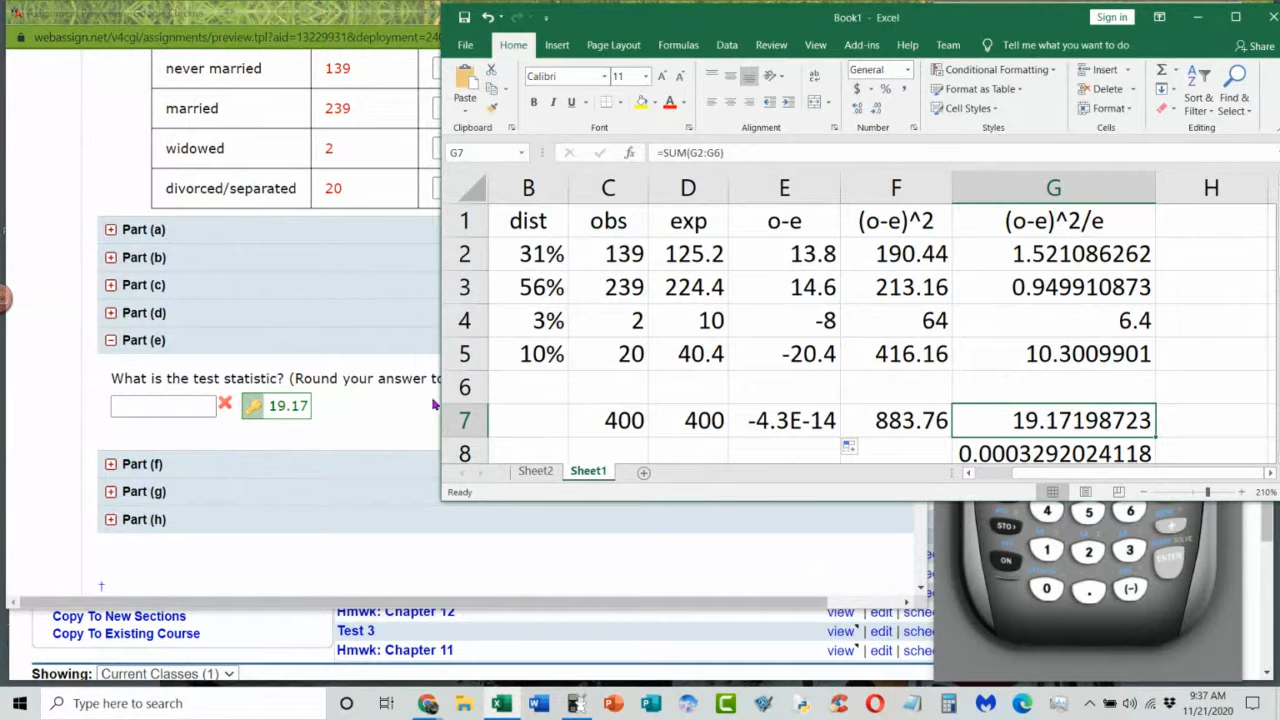 Book1 - Excel
Sign in
webassign.net/v4cgi/assignments/preview.tpl?aid=13229931&deployment=240
File Home Insert Page Layout Formulas Data Review View Add-ins Help Team Tell me what you want to do Share
Paste
Calibri 11
General
Conditional Formatting
Format as Table
Cell Styles
Insert
Delete
Format
Sort & Filter
Find & Select
Clipboard Font Alignment Number Styles Cells Editing
G7 =SUM(G2:G6)
never married 139
married 239
widowed 2
divorced/separated 20
Part (a)
Part (b)
Part (c)
Part (d)
Part (e)
What is the test statistic? (Round your answer to
19.17
Part (f)
Part (g)
Part (h)
†
B C D E F G H
1 dist obs exp o-e (o-e)^2 (o-e)^2/e
2 31% 139 125.2 13.8 190.44 1.521086262
3 56% 239 224.4 14.6 213.16 0.949910873
4 3% 2 10 -8 64 6.4
5 10% 20 40.4 -20.4 416.16 10.3009901
6
7 400 400 -4.3E-14 883.76 19.17198723
8 0.0003292024118
Sheet2 Sheet1
Ready 210%
4 5 6
STO›
1 2 3
ON
ENTER
0 . (-)
Copy To New Sections
Copy To Existing Course
Hmwk: Chapter 12 view edit sche
Test 3 view edit sche
Hmwk: Chapter 11 view edit sche
Showing: Current Classes (1)
Type here to search
9:37 AM
11/21/2020